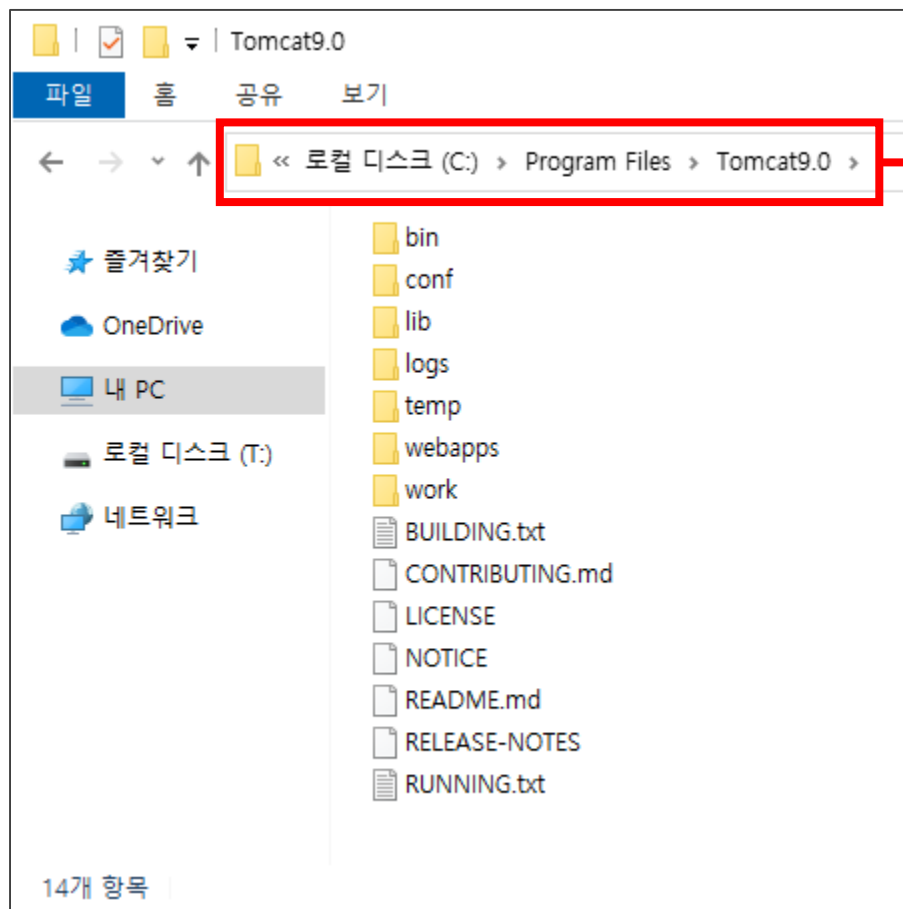 Tomcat9.0
파일 홈 공유 보기
« 로컬 디스크 (C:) > Program Files > Tomcat9.0 >
즐겨찾기
OneDrive
내 PC
로컬 디스크 (T:)
네트워크
bin
conf
lib
logs
temp
webapps
work
BUILDING.txt
CONTRIBUTING.md
LICENSE
NOTICE
README.md
RELEASE-NOTES
RUNNING.txt
14개 항목